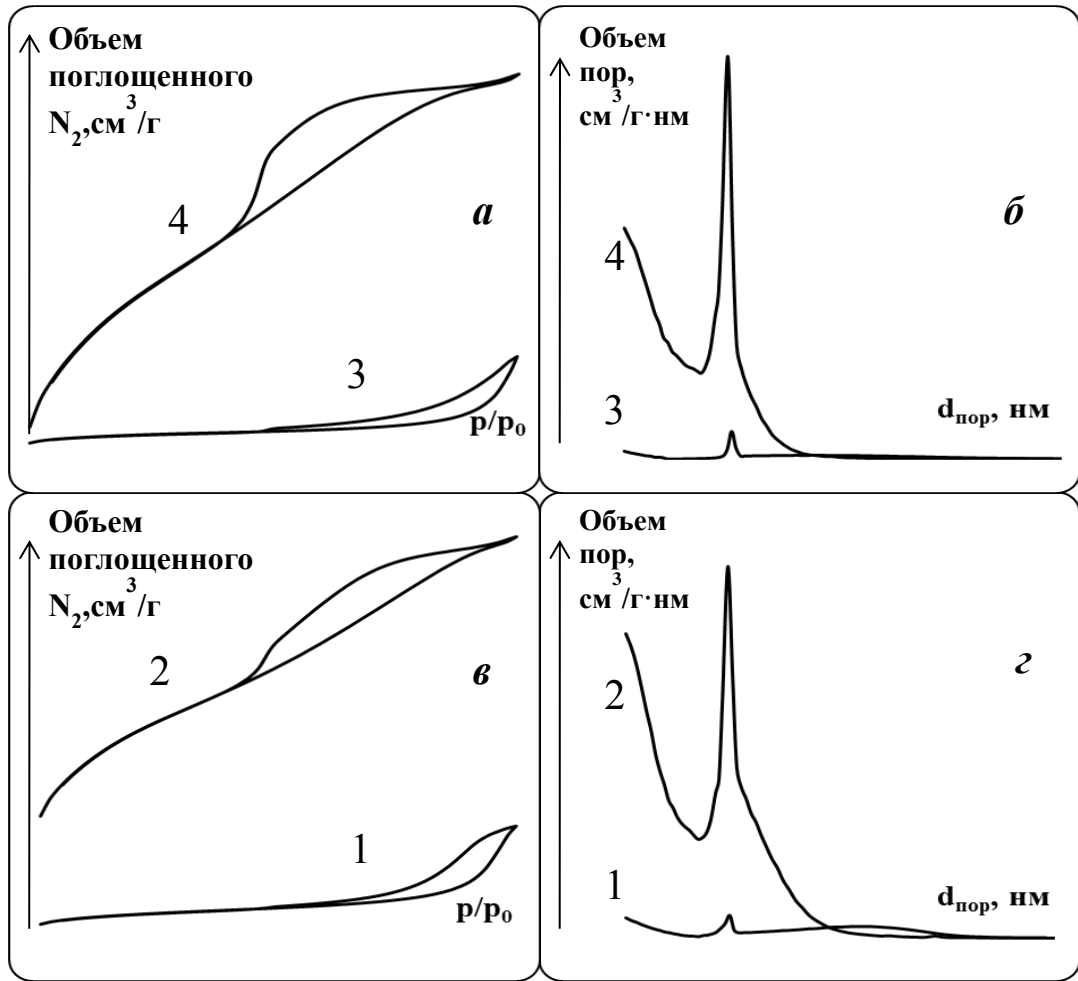 Объем
поглощенного
N₂,см³/г
4
а
3
p/p₀
Объем
пор,
см³/г·нм
б
4
3
dпор, нм
Объем
поглощенного
N₂,см³/г
2
в
1
p/p₀
Объем
пор,
см³/г·нм
г
2
1
dпор, нм